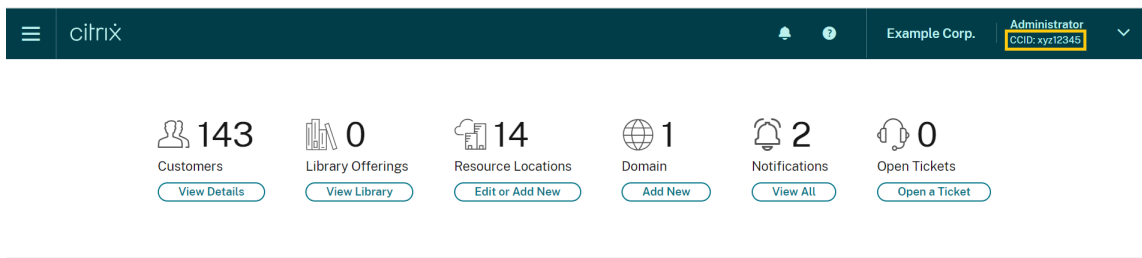 citrix
Example Corp.
Administrator
CCID: xyz12345
143
0
14
1
2
0
Customers
Library Offerings
Resource Locations
Domain
Notifications
Open Tickets
View Details
View Library
Edit or Add New
Add New
View All
Open a Ticket